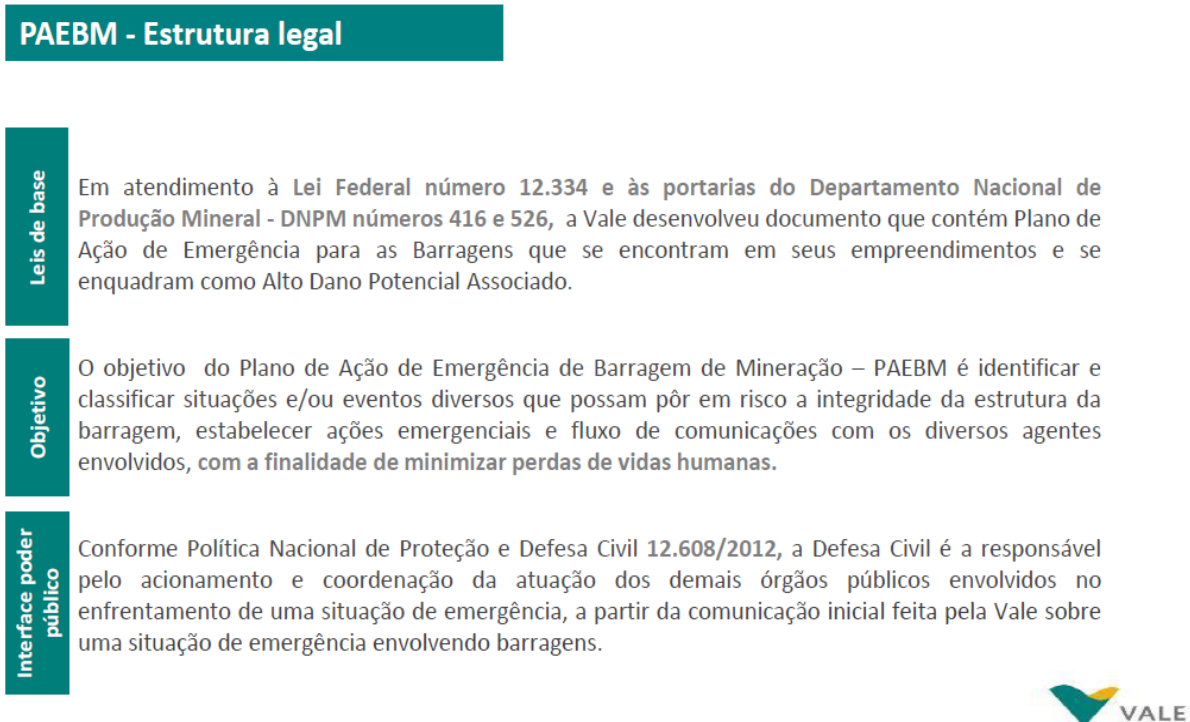 PAEBM - Estrutura legal
Leis de base
Em atendimento à Lei Federal número 12.334 e às portarias do Departamento Nacional de
Produção Mineral - DNPM números 416 e 526, a Vale desenvolveu documento que contém Plano de
Ação de Emergência para as Barragens que se encontram em seus empreendimentos e se
enquadram como Alto Dano Potencial Associado.
Objetivo
O objetivo do Plano de Ação de Emergência de Barragem de Mineração – PAEBM é identificar e
classificar situações e/ou eventos diversos que possam pôr em risco a integridade da estrutura da
barragem, estabelecer ações emergenciais e fluxo de comunicações com os diversos agentes
envolvidos, com a finalidade de minimizar perdas de vidas humanas.
Interface poder
público
Conforme Política Nacional de Proteção e Defesa Civil 12.608/2012, a Defesa Civil é a responsável
pelo acionamento e coordenação da atuação dos demais órgãos públicos envolvidos no
enfrentamento de uma situação de emergência, a partir da comunicação inicial feita pela Vale sobre
uma situação de emergência envolvendo barragens.
VALE